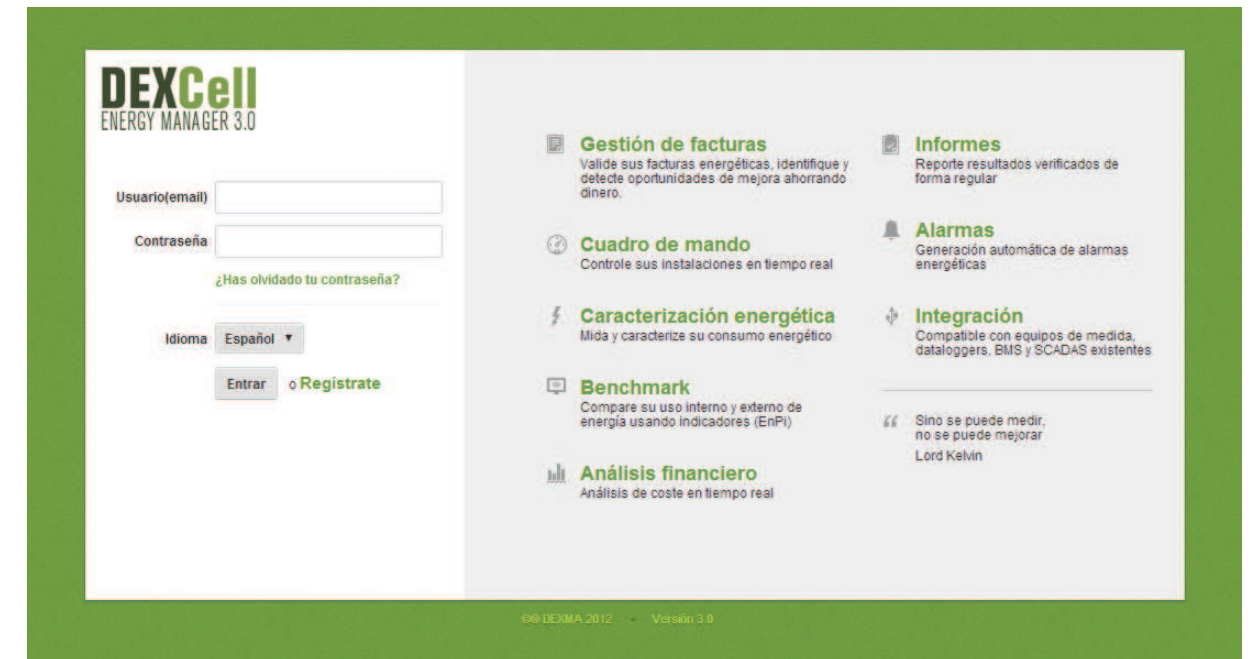 DEXCell
ENERGY MANAGER 3.0
Usuario(email)
Contraseña
¿Has olvidado tu contraseña?
Idioma Español
Entrar o Regístrate
Gestión de facturas
Valide sus facturas energéticas, identifique y
detecte oportunidades de mejora ahorrando
dinero.
Cuadro de mando
Controle sus instalaciones en tiempo real
Caracterización energética
Mida y caracterize su consumo energético
Benchmark
Compare su uso interno y externo de
energía usando indicadores (EnPi)
Análisis financiero
Análisis de coste en tiempo real
Informes
Reporte resultados verificados de
forma regular
Alarmas
Generación automática de alarmas
energéticas
Integración
Compatible con equipos de medida,
dataloggers, BMS y SCADAS existentes
Sino se puede medir,
no se puede mejorar
Lord Kelvin
DEXMA 2012 - Versión 3.0